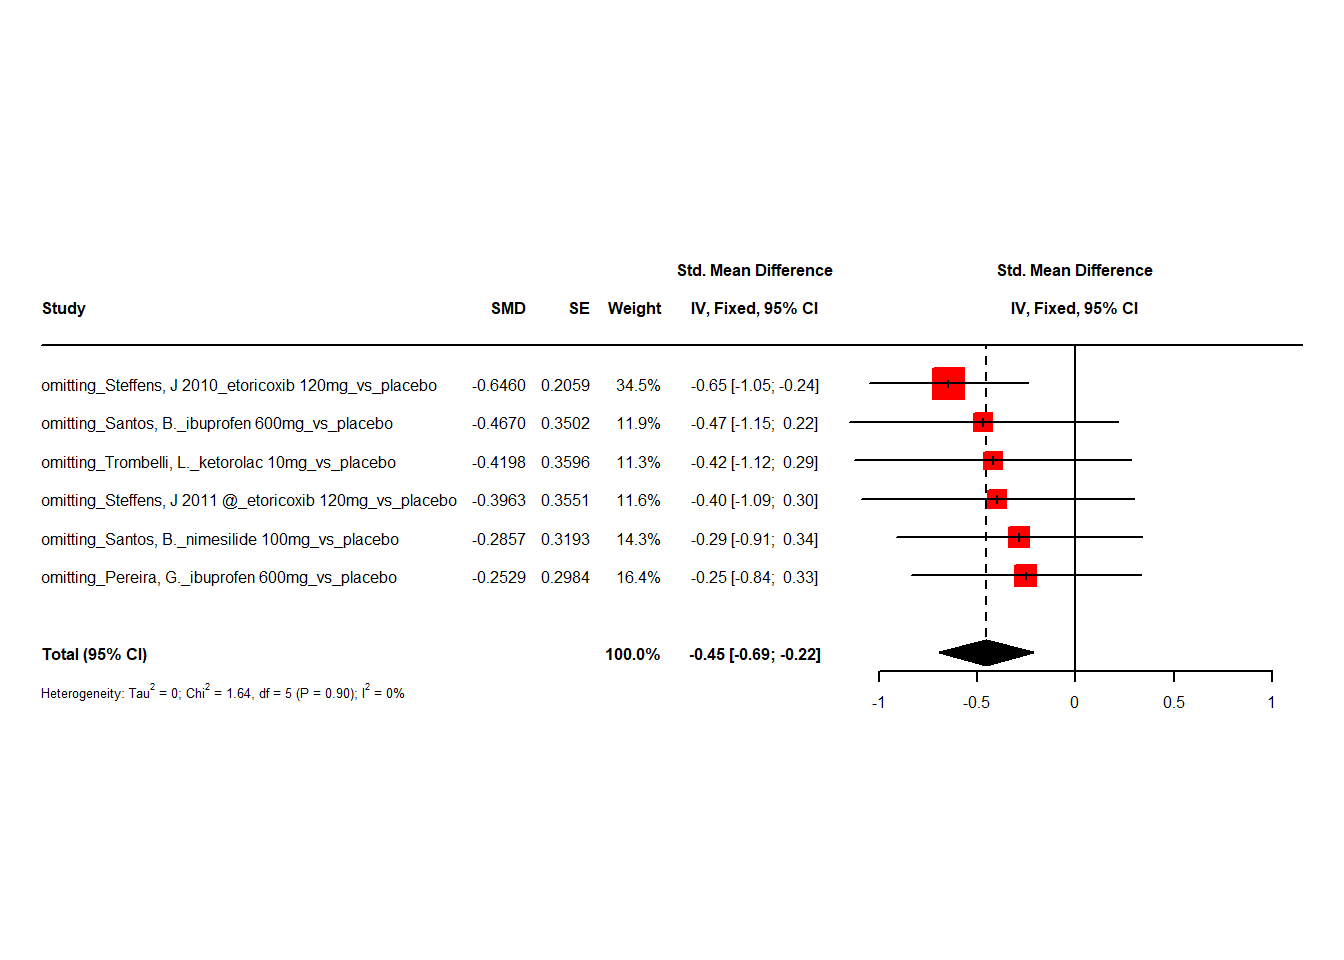 Std. Mean Difference Std. Mean Difference
Study SMD SE Weight IV, Fixed, 95% CI IV, Fixed, 95% CI
omitting_Steffens, J 2010_etoricoxib 120mg_vs_placebo -0.6460 0.2059 34.5% -0.65 [-1.05; -0.24]
omitting_Santos, B._ibuprofen 600mg_vs_placebo -0.4670 0.3502 11.9% -0.47 [-1.15; 0.22]
omitting_Trombelli, L._ketorolac 10mg_vs_placebo -0.4198 0.3596 11.3% -0.42 [-1.12; 0.29]
omitting_Steffens, J 2011 @_etoricoxib 120mg_vs_placebo -0.3963 0.3551 11.6% -0.40 [-1.09; 0.30]
omitting_Santos, B._nimesilide 100mg_vs_placebo -0.2857 0.3193 14.3% -0.29 [-0.91; 0.34]
omitting_Pereira, G._ibuprofen 600mg_vs_placebo -0.2529 0.2984 16.4% -0.25 [-0.84; 0.33]
Total (95% CI) 100.0% -0.45 [-0.69; -0.22]
Heterogeneity: Tau² = 0; Chi² = 1.64, df = 5 (P = 0.90); I² = 0%
-1 -0.5 0 0.5 1